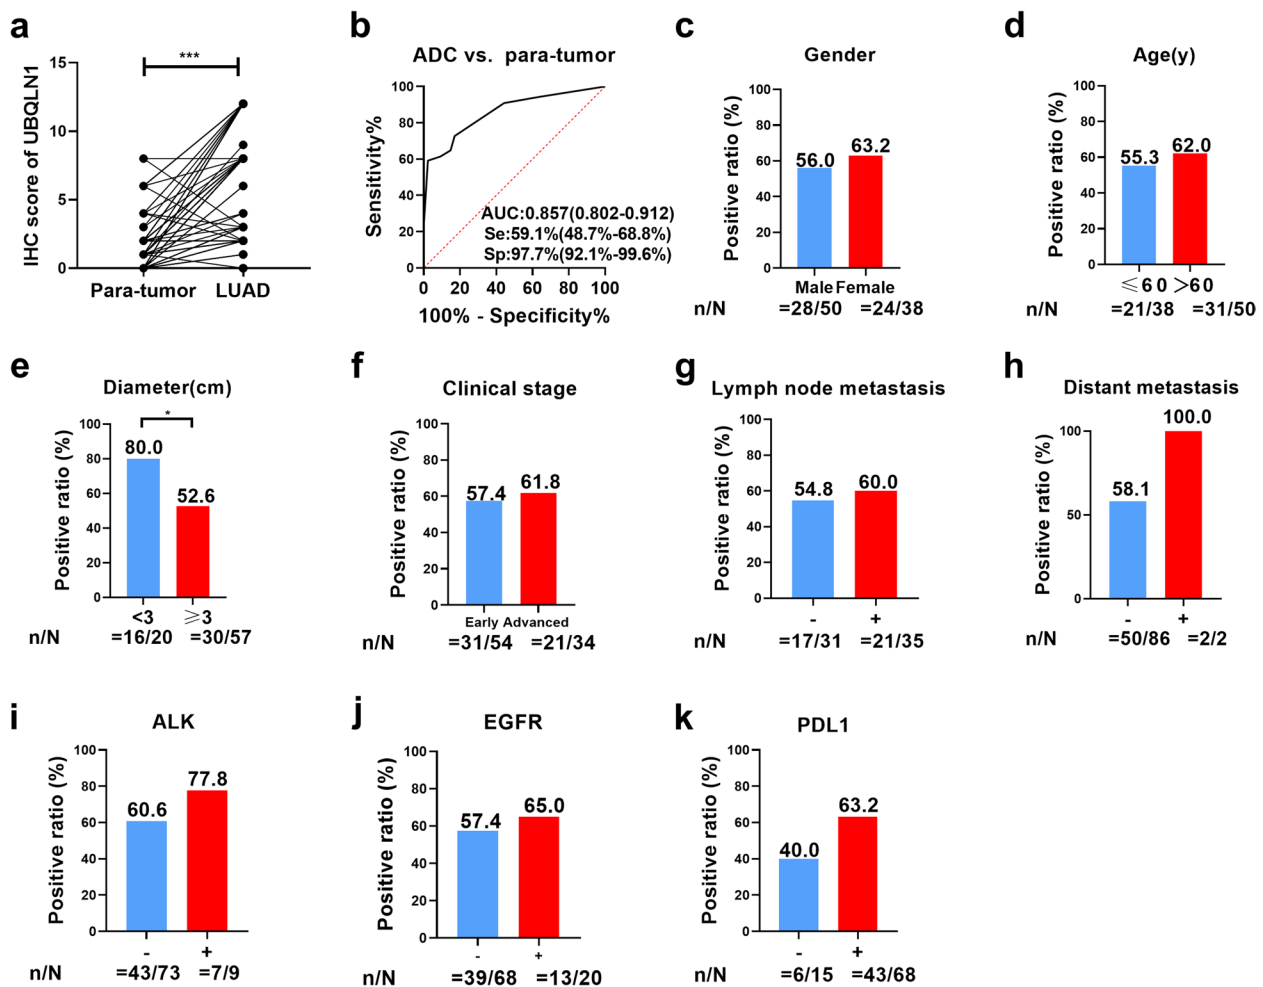 a
***
IHC score of UBQLN1
15
10
5
0
Para-tumor LUAD
b
ADC vs. para-tumor
Sensitivity%
100
80
60
40
20
0
AUC:0.857(0.802-0.912)
Se:59.1%(48.7%-68.8%)
Sp:97.7%(92.1%-99.6%)
0 20 40 60 80 100
100% - Specificity%
c
Gender
Positive ratio (%)
100
80
60
40
20
0
56.0 63.2
Male Female
n/N =28/50 =24/38
d
Age(y)
Positive ratio (%)
100
80
60
40
20
0
55.3 62.0
≤60 >60
n/N =21/38 =31/50
e
Diameter(cm)
*
Positive ratio (%)
100
80
60
40
20
0
80.0 52.6
<3 ≥3
n/N =16/20 =30/57
f
Clinical stage
Positive ratio (%)
100
80
60
40
20
0
57.4 61.8
Early Advanced
n/N =31/54 =21/34
g
Lymph node metastasis
Positive ratio (%)
100
80
60
40
20
0
54.8 60.0
- +
n/N =17/31 =21/35
h
Distant metastasis
Positive ratio (%)
100
50
0
58.1 100.0
- +
n/N =50/86 =2/2
i
ALK
Positive ratio (%)
100
80
60
40
20
0
60.6 77.8
- +
n/N =43/73 =7/9
j
EGFR
Positive ratio (%)
100
80
60
40
20
0
57.4 65.0
- +
n/N =39/68 =13/20
k
PDL1
Positive ratio (%)
100
80
60
40
20
0
40.0 63.2
- +
n/N =6/15 =43/68